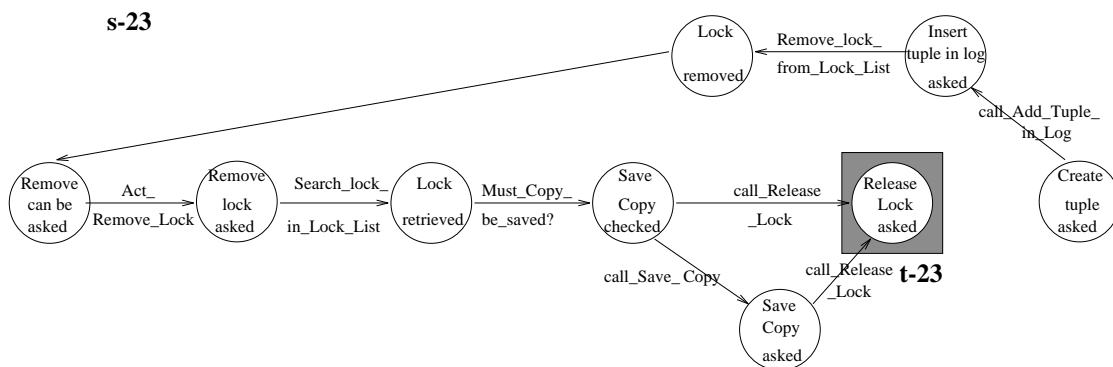 s-23
Lock
removed
Remove_lock_
from_Lock_List
Insert
tuple in log
asked
call_Add_Tuple_
in_Log
Remove
can be
asked
Act_
Remove_Lock
Remove
lock
asked
Search_lock_
in_Lock_List
Lock
retrieved
Must_Copy_
be_saved?
Save
Copy
checked
call_Release
_Lock
Release
Lock
asked
Create
tuple
asked
call_Save_ Copy
call_Release
_Lock
t-23
Save
Copy
asked